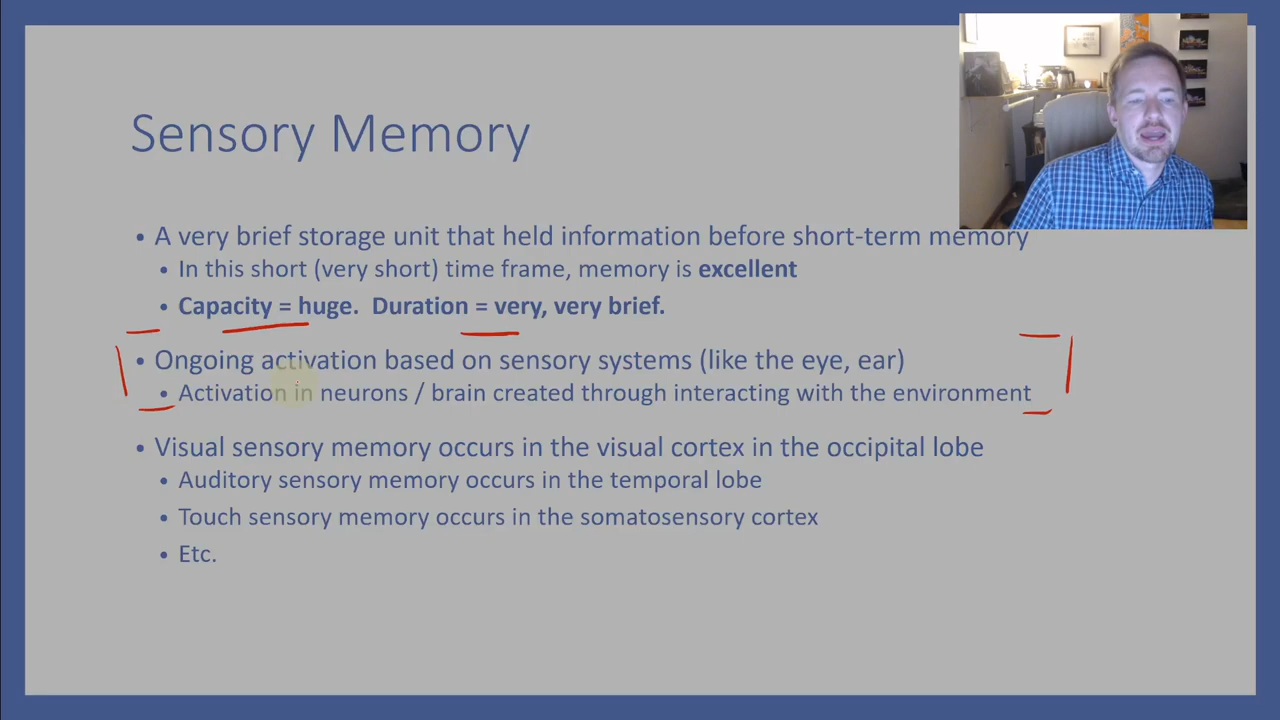 Sensory Memory
• A very brief storage unit that held information before short-term memory
• In this short (very short) time frame, memory is excellent
• Capacity = huge.  Duration = very, very brief.
• Ongoing activation based on sensory systems (like the eye, ear)
• Activation in neurons / brain created through interacting with the environment
• Visual sensory memory occurs in the visual cortex in the occipital lobe
• Auditory sensory memory occurs in the temporal lobe
• Touch sensory memory occurs in the somatosensory cortex
• Etc.